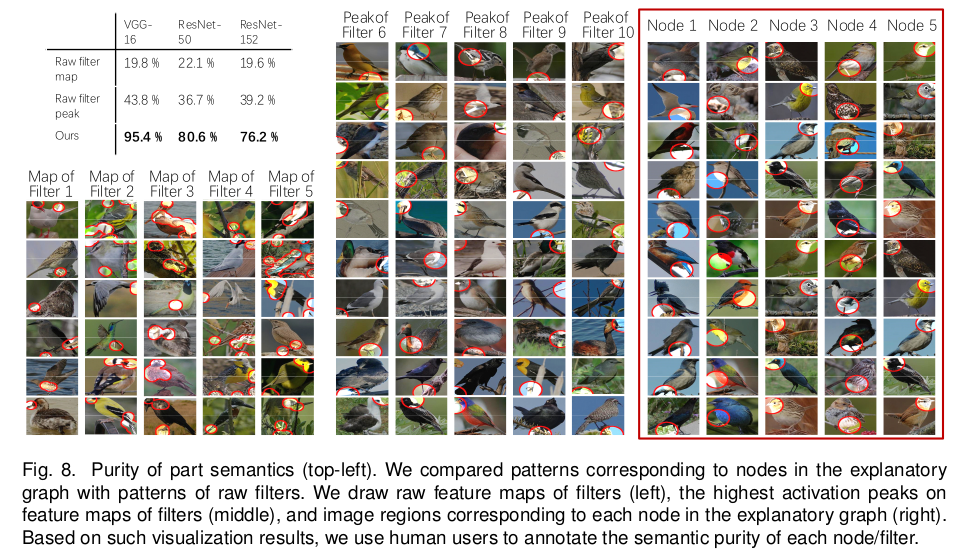 VGG-16 ResNet-50 ResNet-152
Raw filter map 19.8 % 22.1 % 19.6 %
Raw filter peak 43.8 % 36.7 % 39.2 %
Ours 95.4 % 80.6 % 76.2 %
Map of Filter 1 Map of Filter 2 Map of Filter 3 Map of Filter 4 Map of Filter 5
Peakof Filter 6 Peakof Filter 7 Peakof Filter 8 Peakof Filter 9 Peakof Filter 10
Node 1 Node 2 Node 3 Node 4 Node 5
Fig. 8. Purity of part semantics (top-left). We compared patterns corresponding to nodes in the explanatory
graph with patterns of raw filters. We draw raw feature maps of filters (left), the highest activation peaks on
feature maps of filters (middle), and image regions corresponding to each node in the explanatory graph (right).
Based on such visualization results, we use human users to annotate the semantic purity of each node/filter.